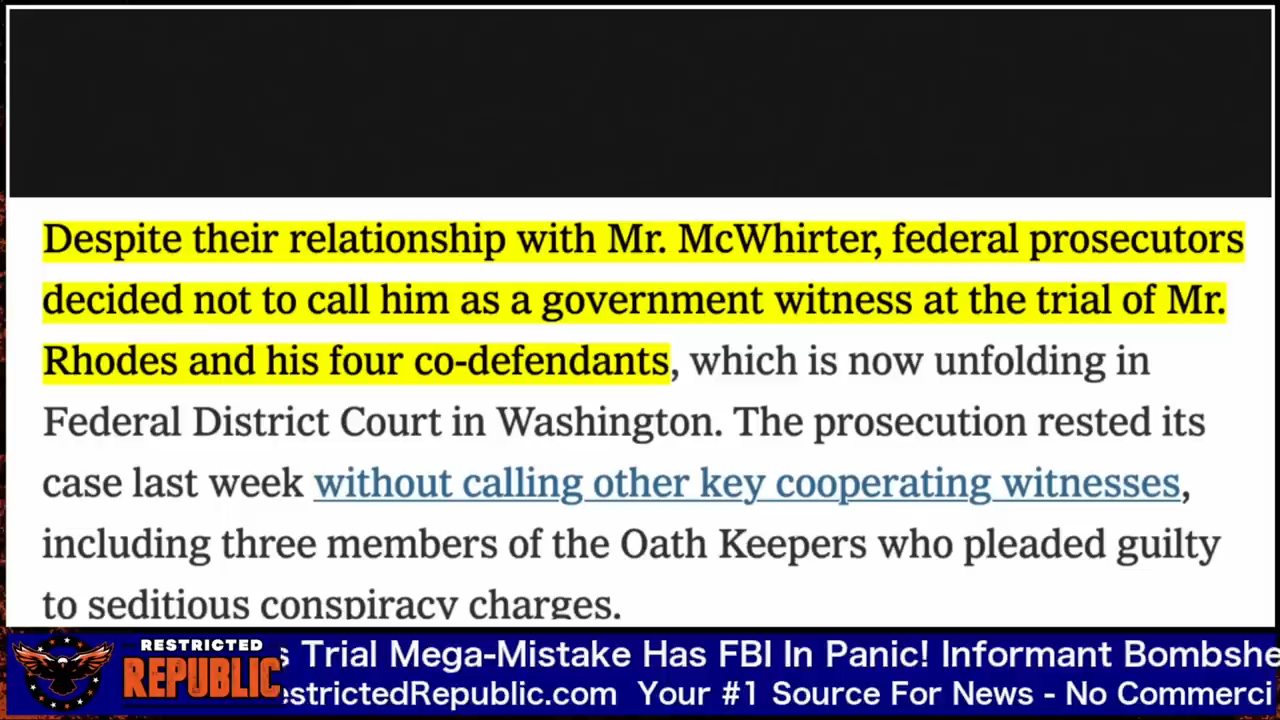 Despite their relationship with Mr. McWhirter, federal prosecutors
decided not to call him as a government witness at the trial of Mr.
Rhodes and his four co-defendants, which is now unfolding in
Federal District Court in Washington. The prosecution rested its
case last week without calling other key cooperating witnesses,
including three members of the Oath Keepers who pleaded guilty
to seditious conspiracy charges.
RESTRICTED
REPUBLIC
s Trial Mega-Mistake Has FBI In Panic! Informant Bombshe
estrictedRepublic.com Your #1 Source For News - No Commerci